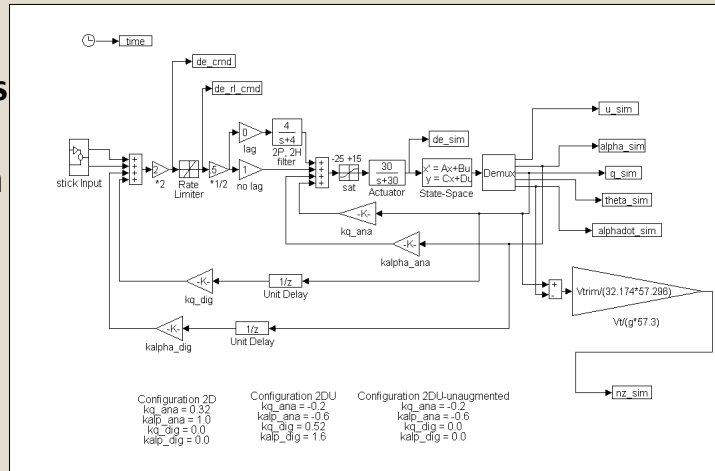 s
time
de_cmd
de_rl_cmd
u_sim
alpha_sim
q_sim
theta_sim
alphadot_sim
de_sim
stick Input
+
+
+
+
2
*2
Rate
Limiter
.5
*1/2
0
lag
1
no lag
4
s+4
2P, 2H
filter
+
+
+
+
-25 +15
sat
30
s+30
Actuator
x' = Ax+Bu
y = Cx+Du
State-Space
Demux
-K-
kq_ana
-K-
kalpha_ana
-K-
kq_dig
1/z
Unit Delay
-K-
kalpha_dig
1/z
Unit Delay
+
-
Vtrim/(32.174*57.296)
Vt/(g*57.3)
nz_sim
Configuration 2D
kq_ana = 0.32
kalp_ana = 1.0
kq_dig = 0.0
kalp_dig = 0.0
Configuration 2DU
kq_ana = -0.2
kalp_ana = -0.6
kq_dig = 0.52
kalp_dig = 1.6
Configuration 2DU-unaugmented
kq_ana = -0.2
kalp_ana = -0.6
kq_dig = 0.0
kalp_dig = 0.0